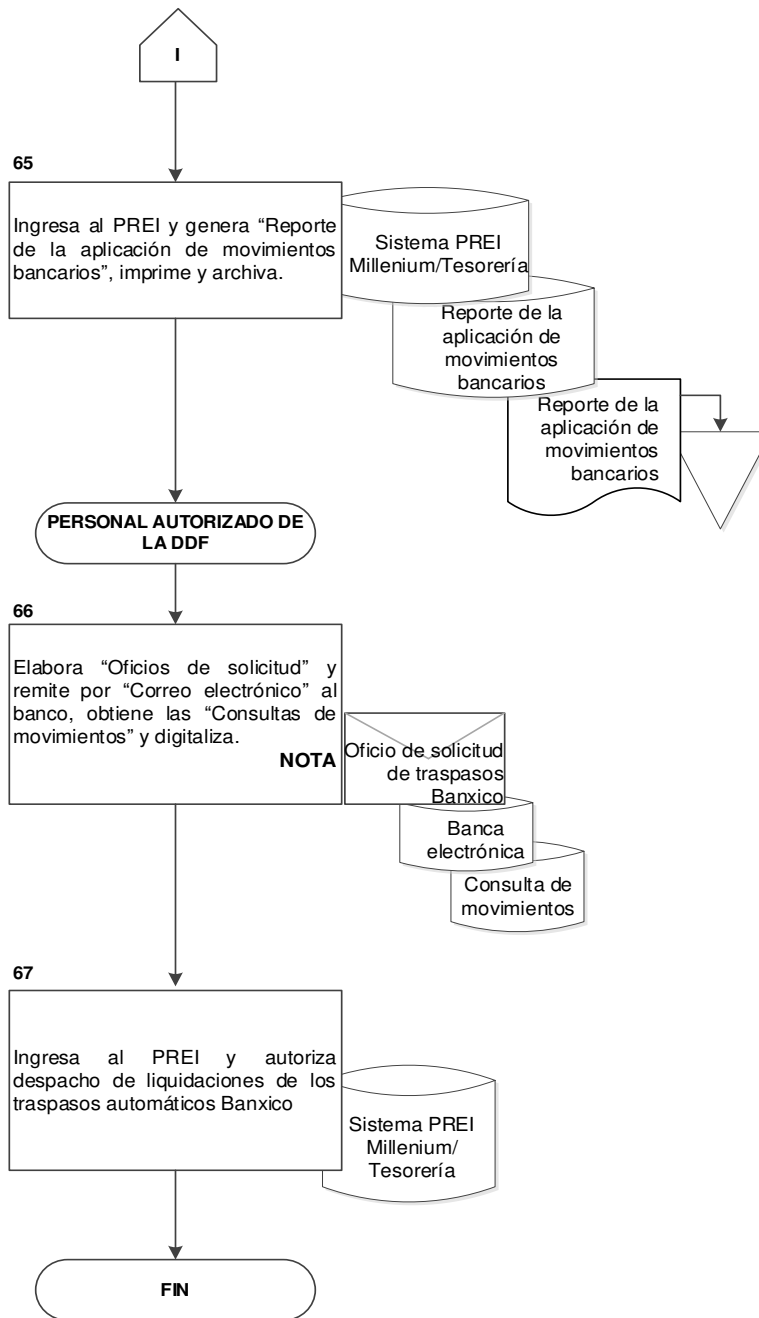 I
65
Ingresa al PREI y genera “Reporte
de la aplicación de movimientos
bancarios”, imprime y archiva.
Sistema PREI
Millenium/Tesorería
Reporte de la
aplicación de
movimientos
bancarios
Reporte de la
aplicación de
movimientos
bancarios
PERSONAL AUTORIZADO DE
LA DDF
66
Elabora “Oficios de solicitud” y
remite por “Correo electrónico” al
banco, obtiene las “Consultas de
movimientos” y digitaliza.
NOTA
Oficio de solicitud
de traspasos
Banxico
Banca
electrónica
Consulta de
movimientos
67
Ingresa al PREI y autoriza
despacho de liquidaciones de los
traspasos automáticos Banxico
Sistema PREI
Millenium/
Tesorería
FIN